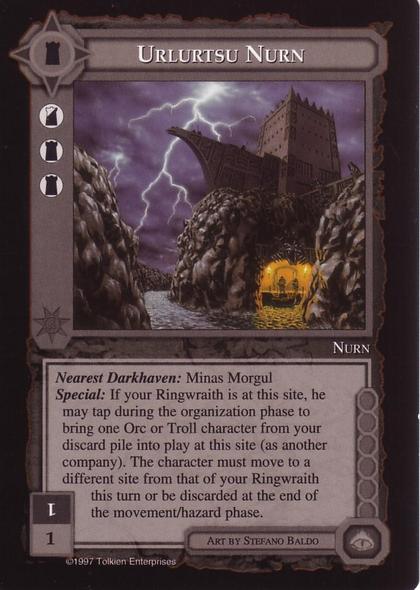 Urlurtsu Nurn
Nurn
Nearest Darkhaven: Minas Morgul
Special: If your Ringwraith is at this site, he
may tap during the organization phase to
bring one Orc or Troll character from your
discard pile into play at this site (as another
company). The character must move to a
different site from that of your Ringwraith
this turn or be discarded at the end of
the movement/hazard phase.
1
1
Art by Stefano Baldo
©1997 Tolkien Enterprises